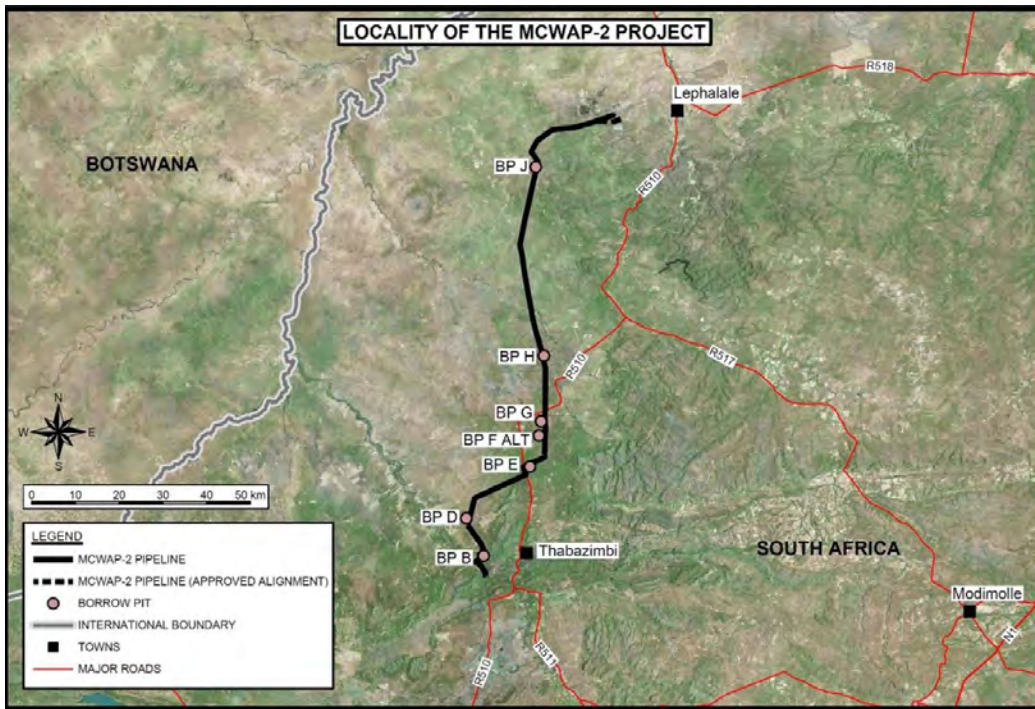 LOCALITY OF THE MCWAP-2 PROJECT
R518
Lephalale
BOTSWANA
BP J
R510
BP H
R517
R510
BP G
BP F ALT
BP E
N
W E
S
0 10 20 30 40 50 km
BP D
LEGEND
MCWAP-2 PIPELINE
MCWAP-2 PIPELINE (APPROVED ALIGNMENT)
BORROW PIT
INTERNATIONAL BOUNDARY
TOWNS
MAJOR ROADS
BP B
Thabazimbi
SOUTH AFRICA
Modimolle
N1
R510
R511